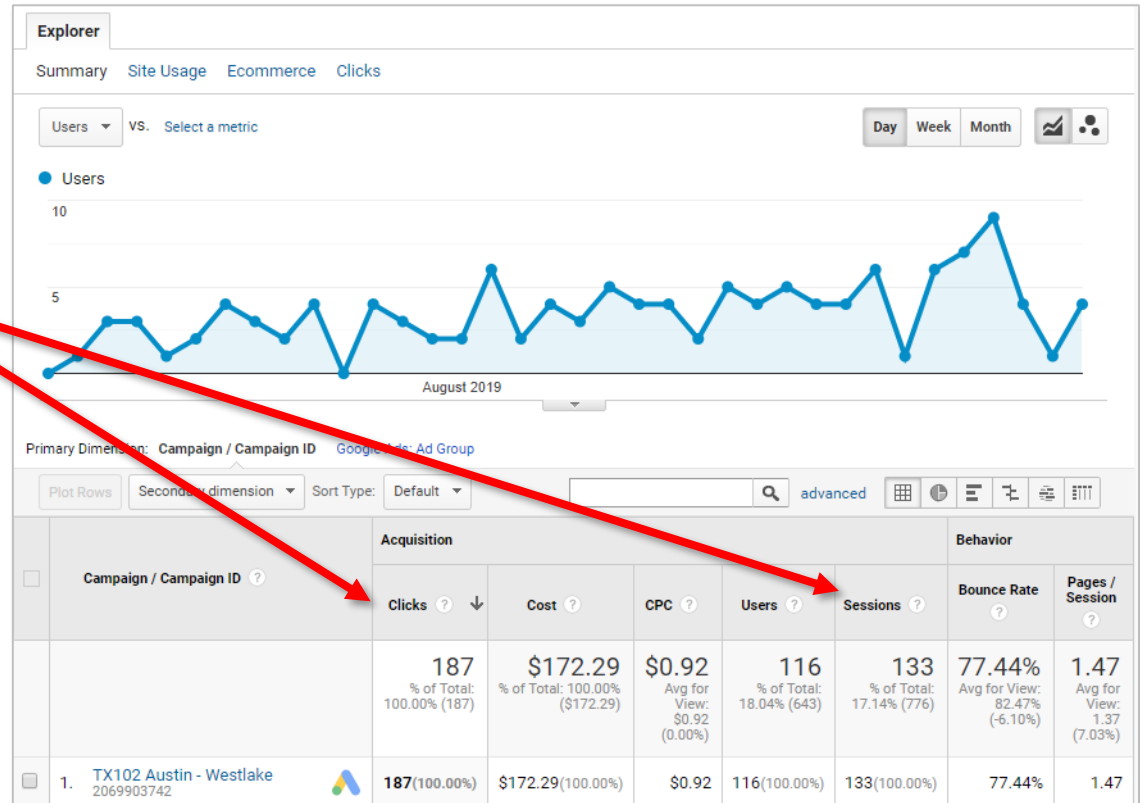 Explorer
Summary Site Usage Ecommerce Clicks
Users VS. Select a metric Day Week Month
Users
10
5
August 2019
Primary Dimension: Campaign / Campaign ID Google Ads: Ad Group
Plot Rows Secondary dimension Sort Type: Default advanced
Acquisition Behavior
Campaign / Campaign ID ? Clicks ? Cost ? CPC ? Users ? Sessions ? Bounce Rate ? Pages / Session ?
187 $172.29 $0.92 116 133 77.44% 1.47
% of Total: 100.00% (187) % of Total: 100.00% ($172.29) Avg for View: $0.92 (0.00%) % of Total: 18.04% (643) % of Total: 17.14% (776) Avg for View: 82.47% (-6.10%) Avg for View: 1.37 (7.03%)
1. TX102 Austin - Westlake 187(100.00%) $172.29(100.00%) $0.92 116(100.00%) 133(100.00%) 77.44% 1.47
2069903742